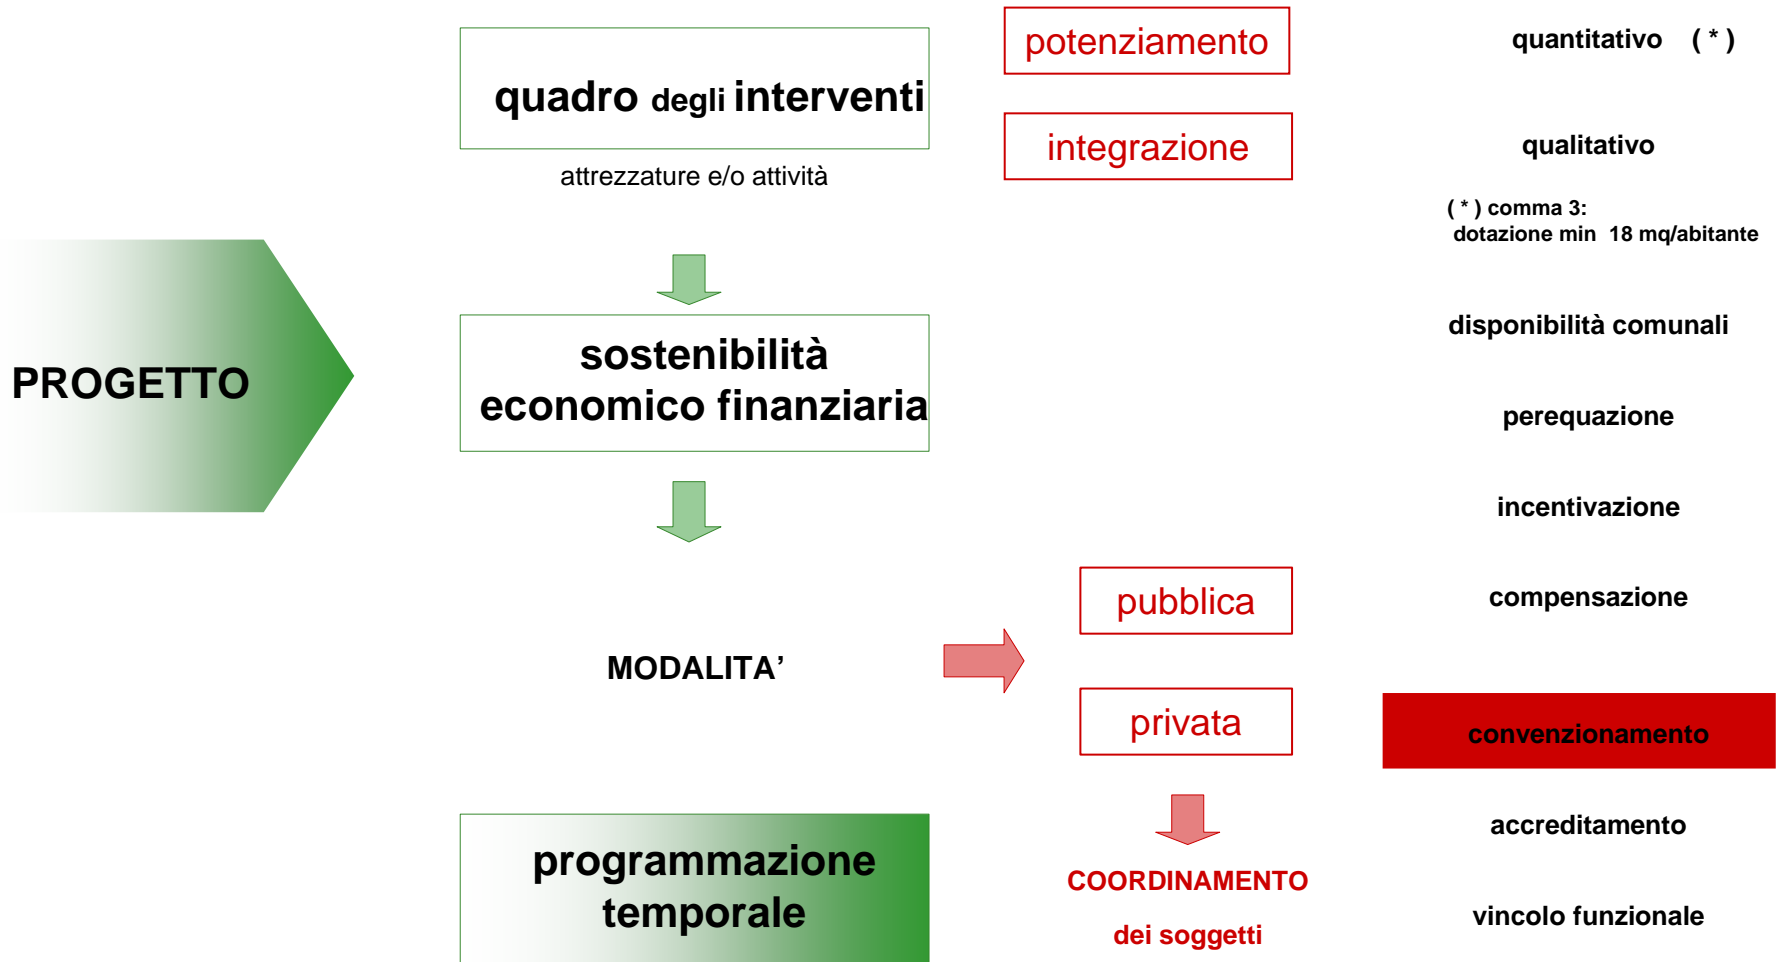 PROGETTO
quadro degli interventi
attrezzature e/o attività
sostenibilità
economico finanziaria
MODALITA’
programmazione
temporale
potenziamento
integrazione
pubblica
privata
COORDINAMENTO
dei soggetti
quantitativo ( * )
qualitativo
( * ) comma 3:
dotazione min 18 mq/abitante
disponibilità comunali
perequazione
incentivazione
compensazione
convenzionamento
accreditamento
vincolo funzionale